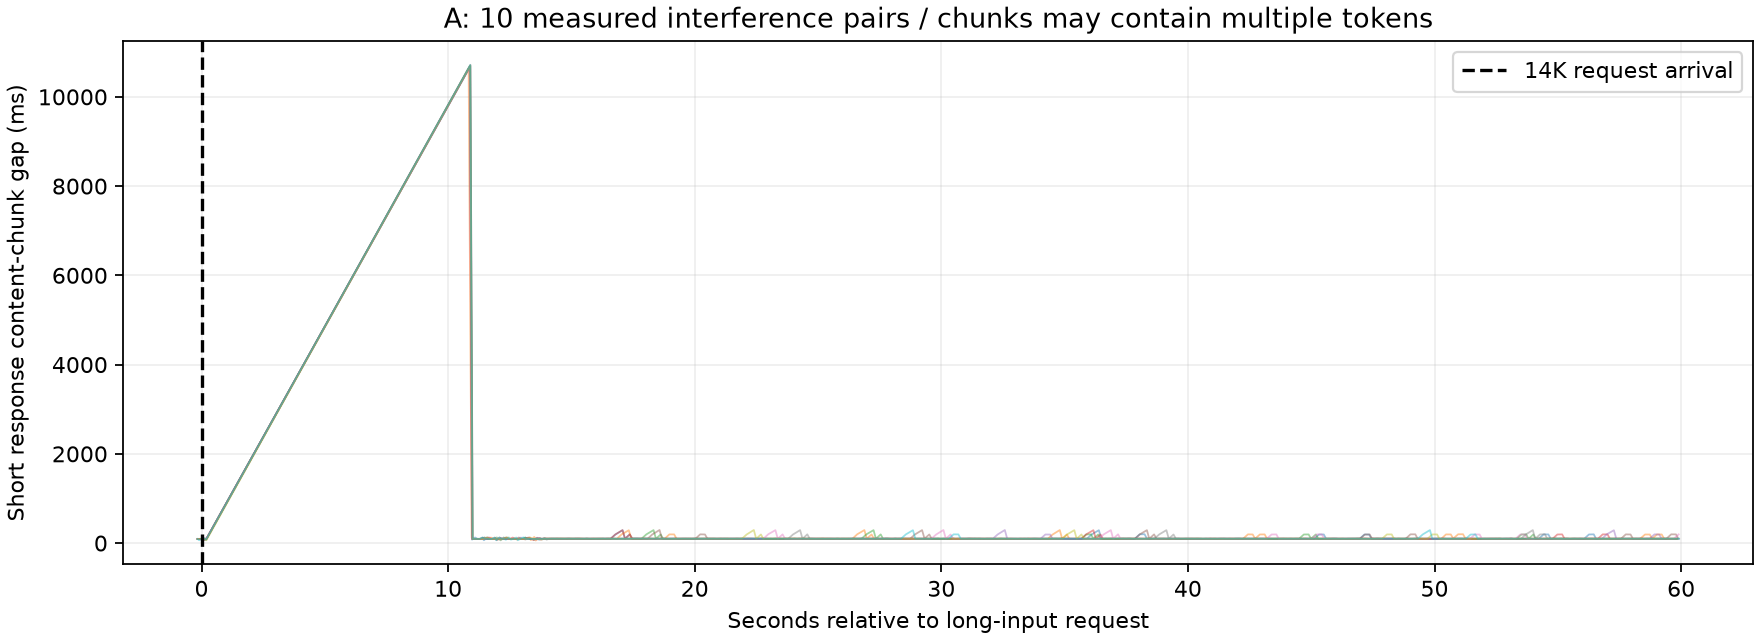 A: 10 measured interference pairs / chunks may contain multiple tokens
14K request arrival
Short response content-chunk gap (ms)
10000
8000
6000
4000
2000
0
0 10 20 30 40 50 60
Seconds relative to long-input request